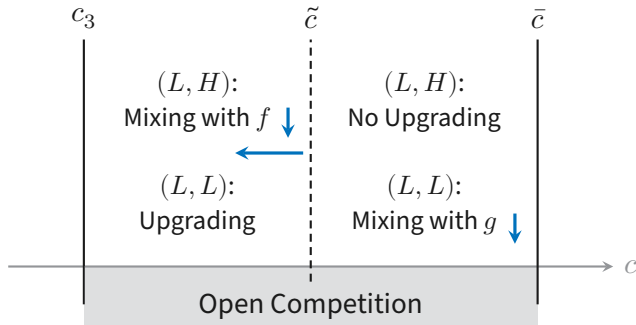 c₃ c̃ c̄
(L, H): (L, H):
Mixing with f No Upgrading
(L, L): (L, L):
Upgrading Mixing with g
c
Open Competition